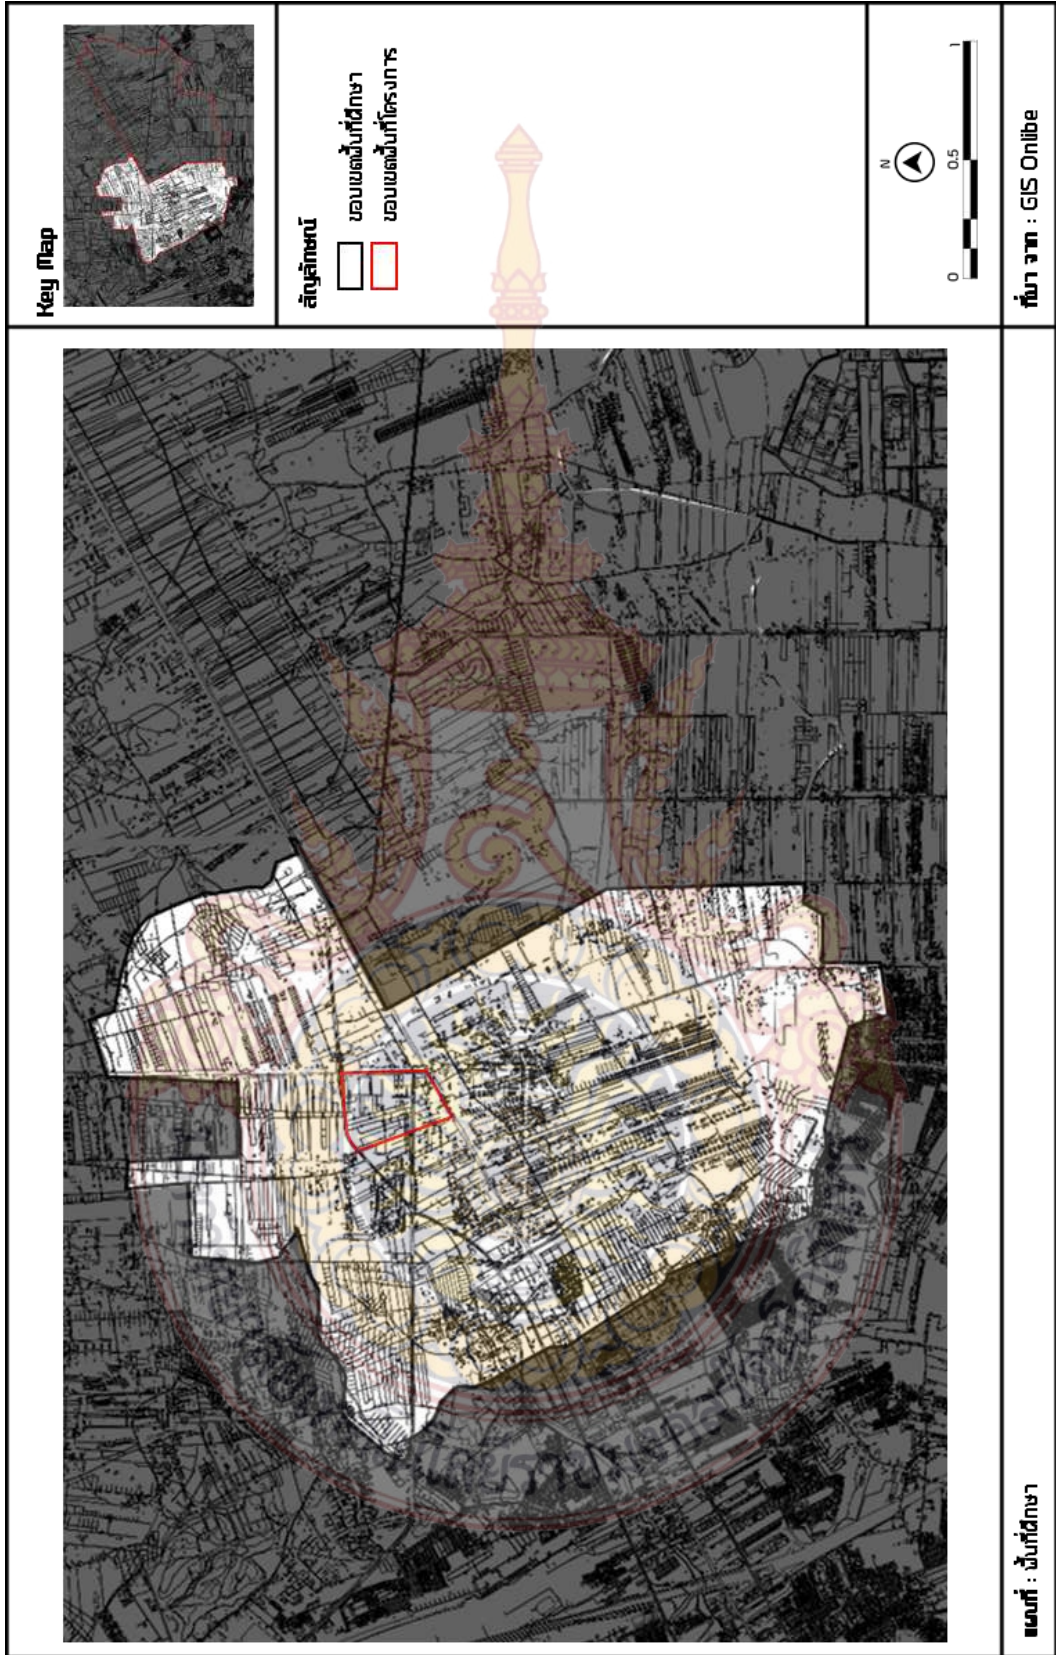 Key Map
สัญลักษณ์
ขอบเขตพื้นที่ศึกษา
ขอบเขตพื้นที่โครงการ
N
0 0.5 1
ที่มา จาก : GIS Onlibe
แผนที่ : พื้นที่ศึกษา